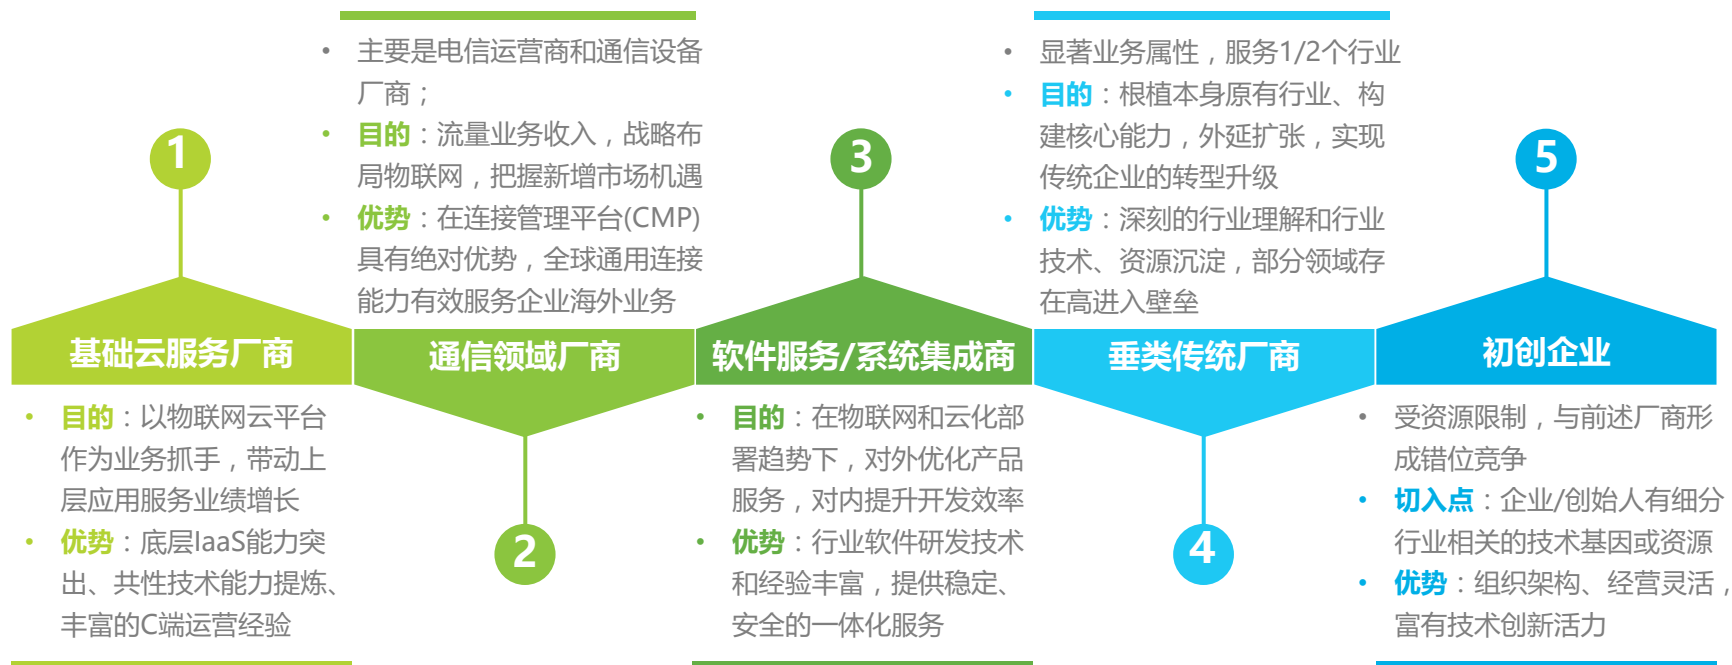 1
基础云服务厂商
• 目的：以物联网云平台
作为业务抓手，带动上
层应用服务业绩增长
• 优势：底层IaaS能力突
出、共性技术能力提炼、
丰富的C端运营经验
• 主要是电信运营商和通信设备
厂商；
• 目的：流量业务收入，战略布
局物联网，把握新增市场机遇
• 优势：在连接管理平台(CMP)
具有绝对优势，全球通用连接
能力有效服务企业海外业务
通信领域厂商
2
3
软件服务/系统集成商
• 目的：在物联网和云化部
署趋势下，对外优化产品
服务，对内提升开发效率
• 优势：行业软件研发技术
和经验丰富，提供稳定、
安全的一体化服务
• 显著业务属性，服务1/2个行业
• 目的：根植本身原有行业、构
建核心能力，外延扩张，实现
传统企业的转型升级
• 优势：深刻的行业理解和行业
技术、资源沉淀，部分领域存
在高进入壁垒
垂类传统厂商
4
5
初创企业
• 受资源限制，与前述厂商形
成错位竞争
• 切入点：企业/创始人有细分
行业相关的技术基因或资源
• 优势：组织架构、经营灵活，
富有技术创新活力